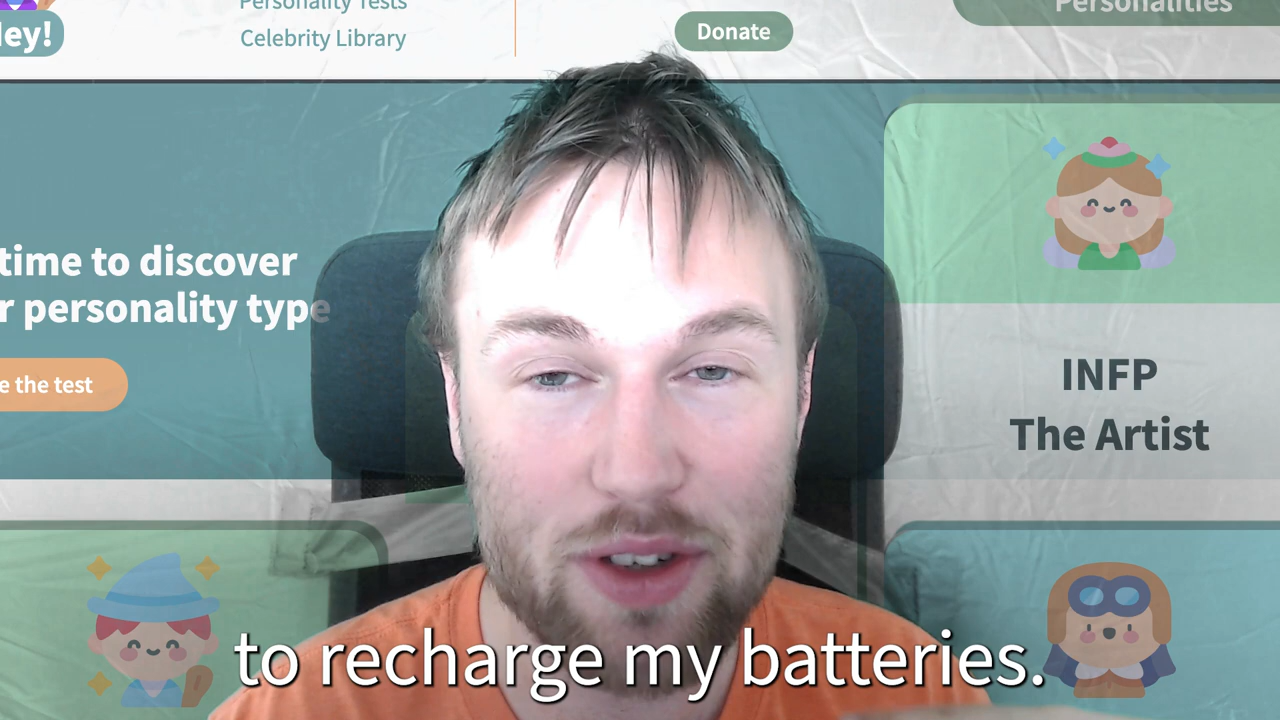 Personality Tests
Celebrity Library
Donate
Personalities
Hey!
time to discover
personality type
the test
INFP
The Artist
to recharge my batteries.